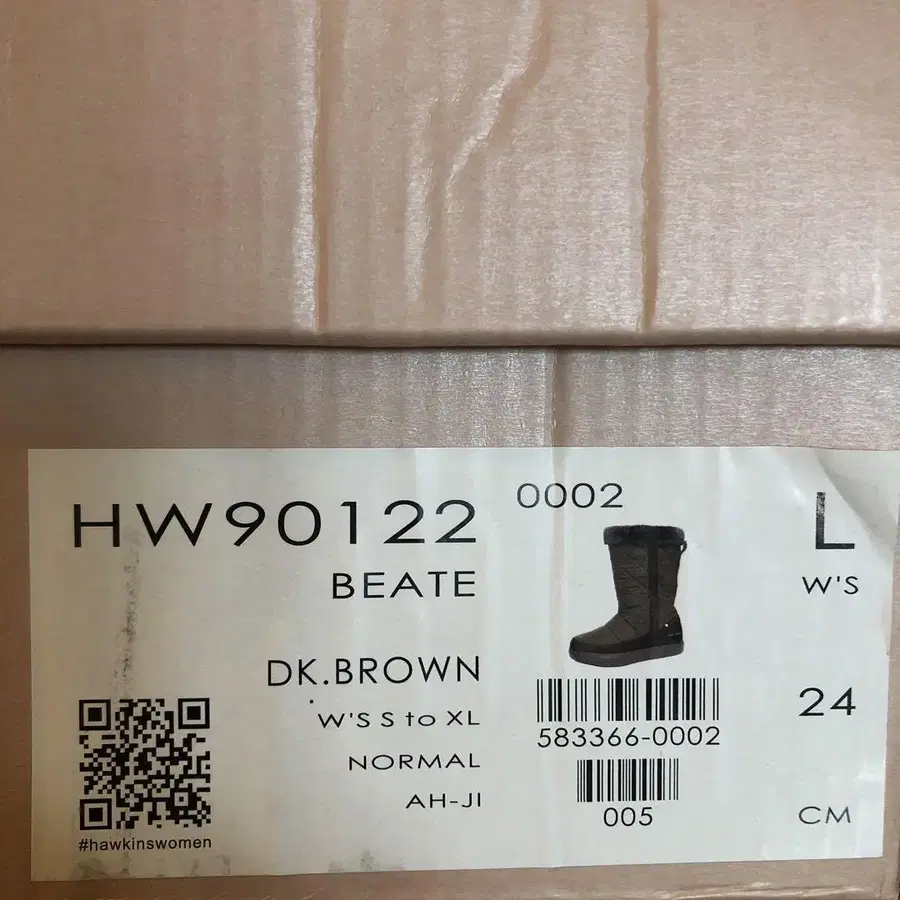 HW90122 0002 L
BEATE W'S
DK.BROWN
W'S S to XL 24
583366-0002
NORMAL
AH-JI 005 CM
#hawkinswomen